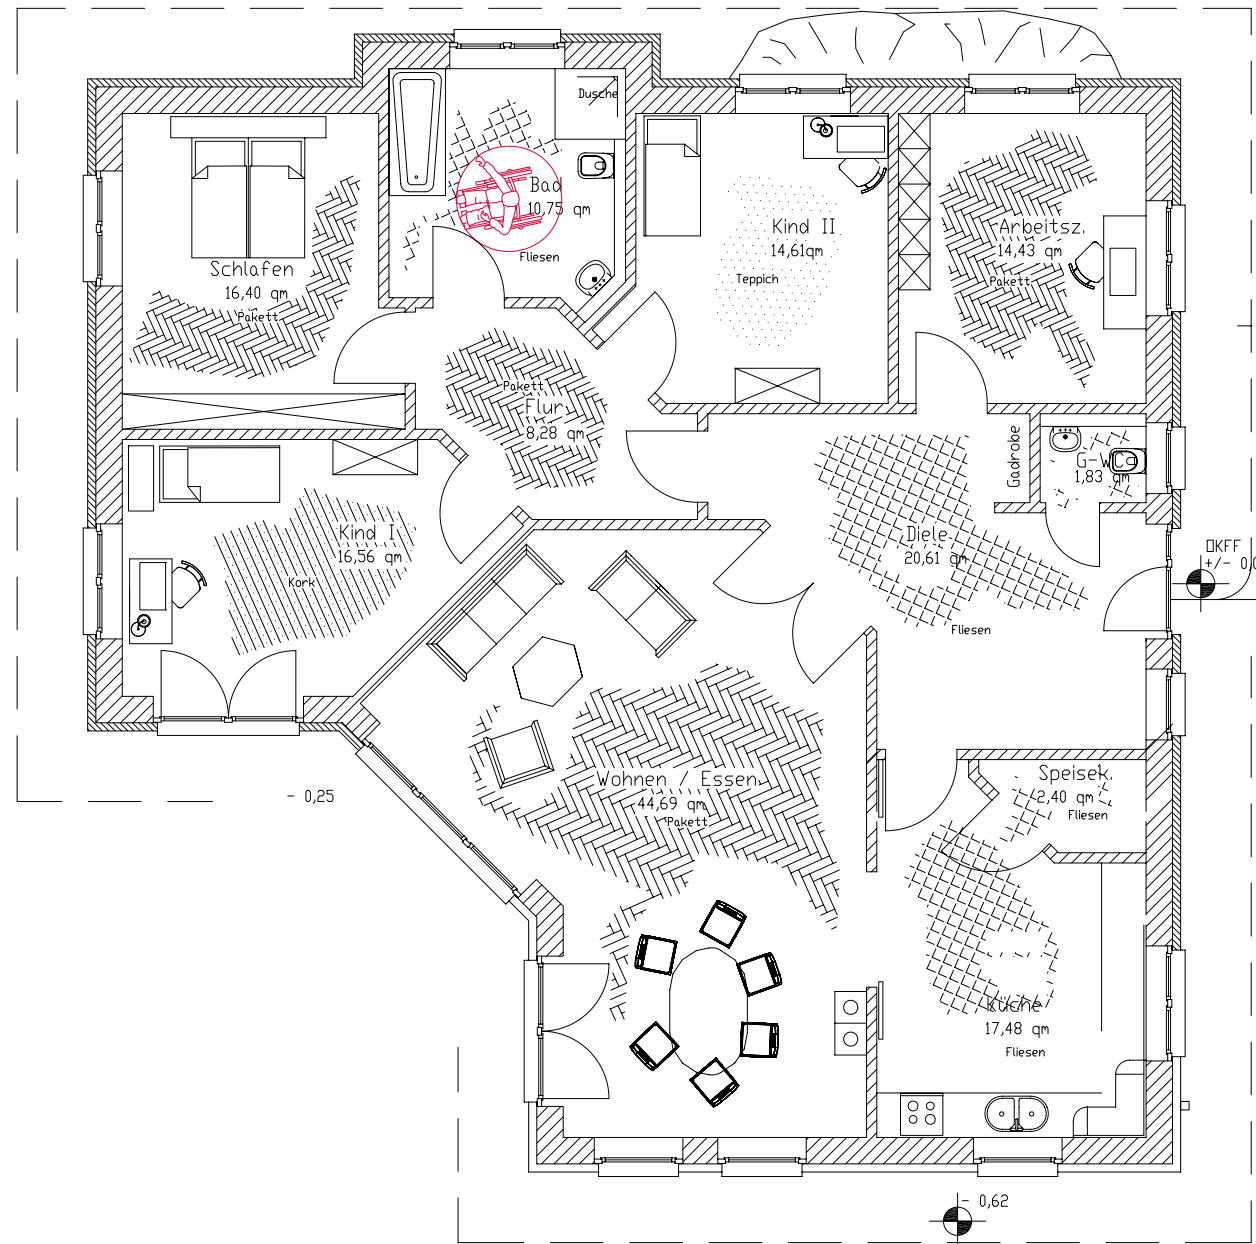 Dusche
Bad
10,75 qm
Fliesen
Schlafen
16,40 qm
Pakett
Kind II
14,61qm
Teppich
Arbeitsz.
14,43 qm
Pakett
Pakett
Flur
8,28 qm
Gadrobe
G-WC
1,83 qm
Kind I
16,56 qm
Kork
Diele
20,61 qm
Fliesen
OKFF
+/- 0,0
- 0,25
Wohnen / Essen
44,69 qm
Pakett
Speisek.
2,40 qm
Fliesen
Küche
17,48 qm
Fliesen
- 0,62